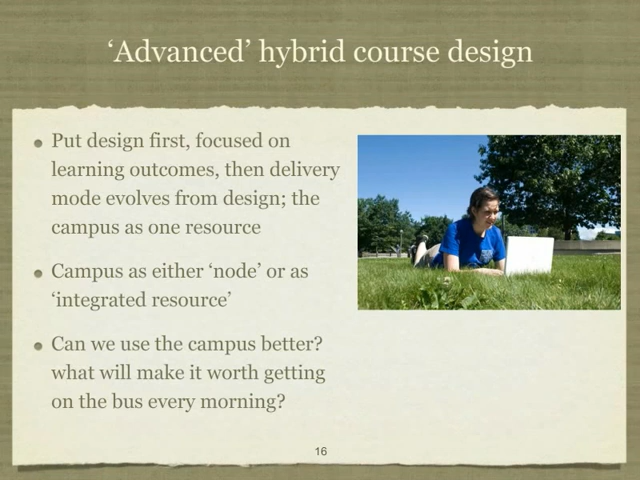 ‘Advanced’ hybrid course design
Put design first, focused on
learning outcomes, then delivery
mode evolves from design; the
campus as one resource
Campus as either ‘node’ or as
‘integrated resource’
Can we use the campus better?
what will make it worth getting
on the bus every morning?
16